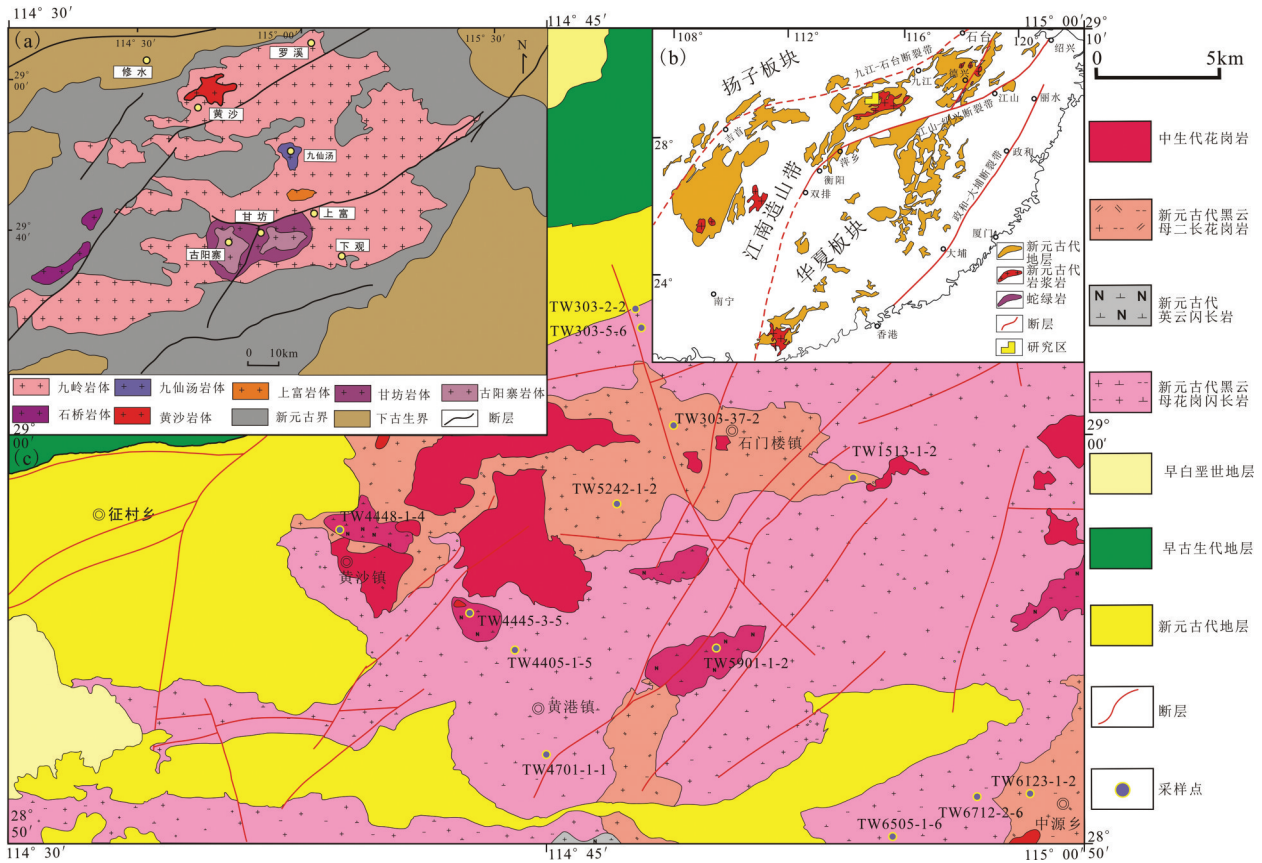 114° 30′
114° 45′
115° 00′
29°
10′
(a)
114° 30′
115° 00′
115° 30′
N
29°
00′
28°
40′
修水
罗溪
黄沙
九仙汤
甘坊
上富
古阳寨
下观
0 10km
九岭岩体
九仙汤岩体
上富岩体
甘坊岩体
古阳寨岩体
石桥岩体
黄沙岩体
新元古界
下古生界
断层
(b)
108°
112°
116°
120°
28°
24°
石台
绍兴
九江-石台断裂带
扬子板块
九江
德兴
江山
丽水
吉首
江山-绍兴断裂带
萍乡
衡阳
双排
政和
政和-大埔断裂带
江南造山带
华夏板块
厦门
大埔
南宁
香港
新元古代
地层
新元古代
岩浆岩
蛇绿岩
断层
研究区
(c)
29°
00′
29°
00′
TW303-2-2
TW303-5-6
TW303-37-2
石门楼镇
TW1513-1-2
TW5242-1-2
征村乡
TW4448-1-4
黄沙镇
TW4445-3-5
TW4405-1-5
TW5901-1-2
黄港镇
TW4701-1-1
TW6123-1-2
TW6712-2-6
中源乡
TW6505-1-6
28°
50′
28°
50′
114° 30′
114° 45′
115° 00′
0 5km
中生代花岗岩
新元古代黑云
母二长花岗岩
N N
N
新元古代
英云闪长岩
新元古代黑云
母花岗闪长岩
早白垩世地层
早古生代地层
新元古代地层
断层
采样点